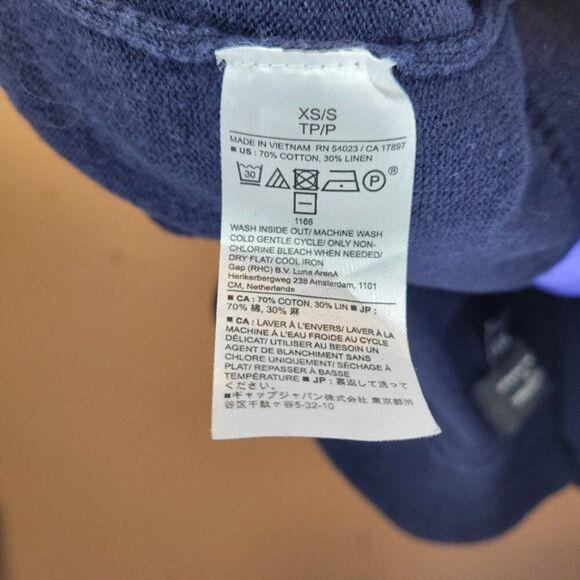 XS/S
TP/P
MADE IN VIETNAM RN 54023 / CA 17897
■ US : 70% COTTON, 30% LINEN
30 P ®
1166
WASH INSIDE OUT/ MACHINE WASH
COLD GENTLE CYCLE/ ONLY NON-
CHLORINE BLEACH WHEN NEEDED/
DRY FLAT/ COOL IRON
Gap (RHC) B.V. Luna ArenA
Herikerbergweg 238 Amsterdam, 1101
CM, Netherlands
■ CA : 70% COTTON, 30% LIN ■ JP :
70% 綿, 30% 麻
■ CA : LAVER À L'ENVERS/ LAVER À LA
MACHINE À L'EAU FROIDE AU CYCLE
DÉLICAT/ UTILISER AU BESOIN UN
AGENT DE BLANCHIMENT SANS
CHLORE UNIQUEMENT/ SÉCHAGE À
PLAT/ REPASSER À BASSE
TEMPÉRATURE ■ JP : 裏返して洗って
ください。
■ ギャップジャパン株式会社 東京都渋
谷区千駄ヶ谷5-32-10